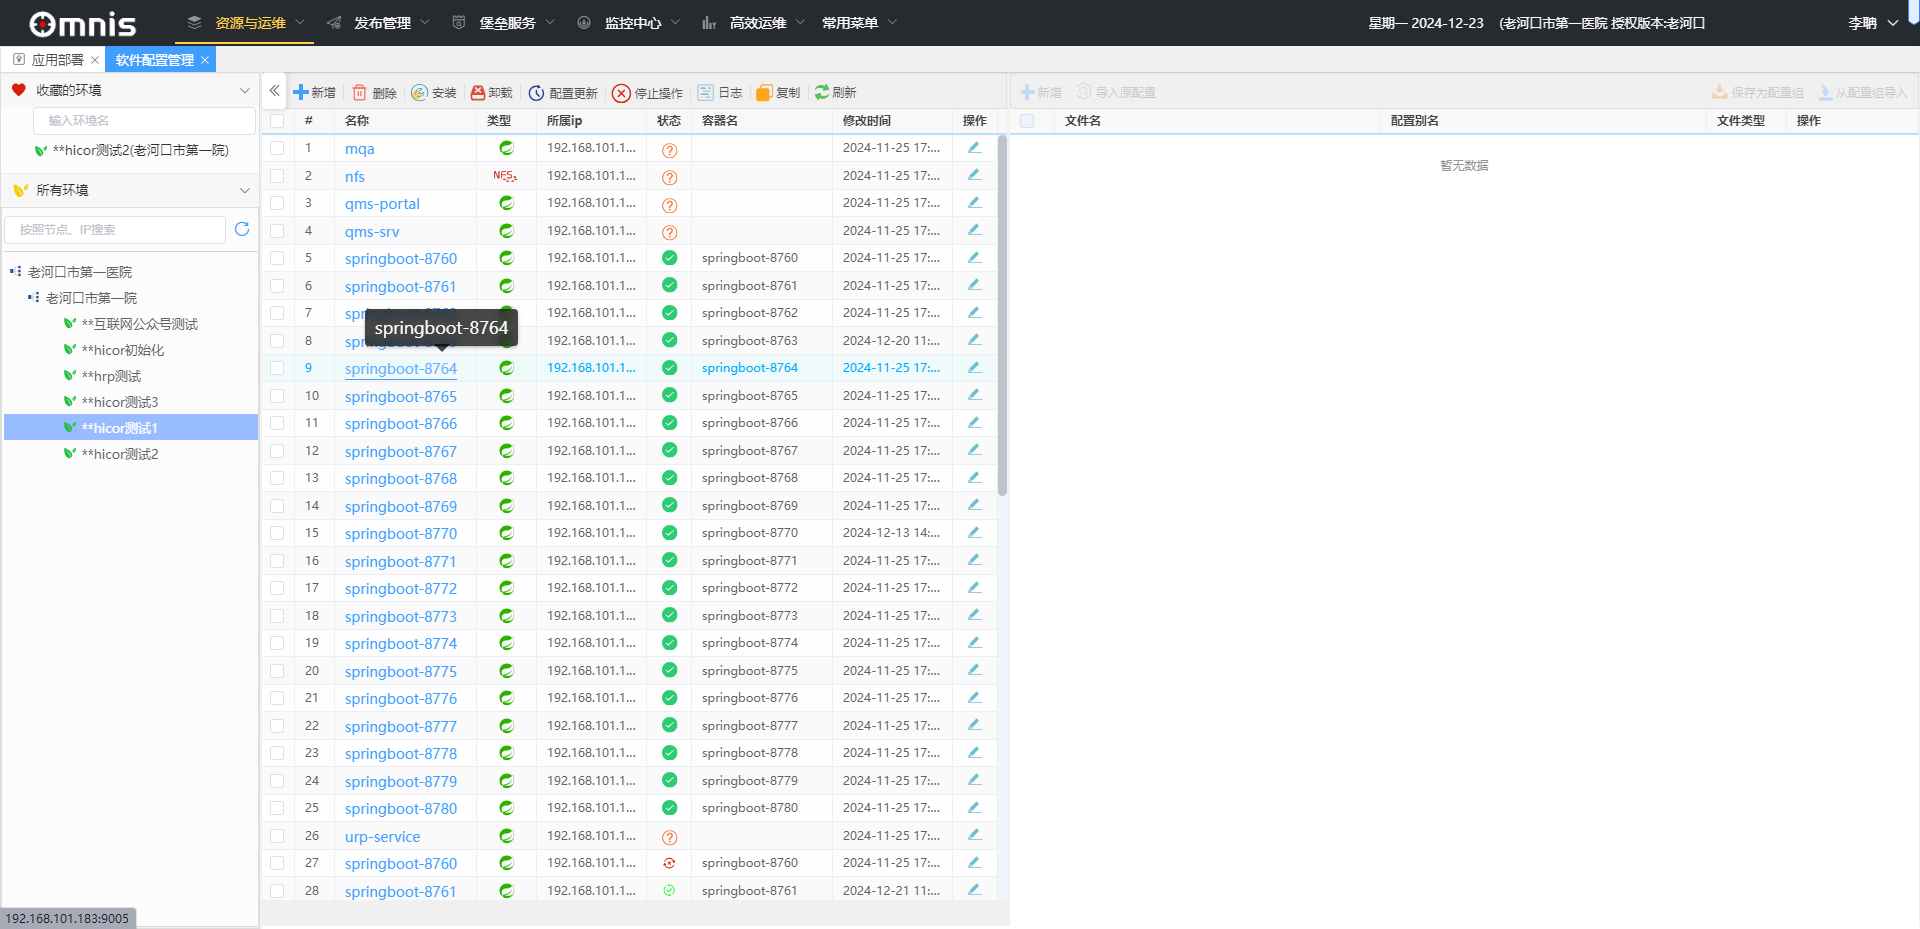 Omnis 资源与运维 发布管理 堡垒服务 监控中心 高效运维 常用菜单 星期一 2024-12-23 (老河口市第一医院 授权版本:老河口 李聃
应用部署 软件配置管理
收藏的环境
输入环境名
**hicor测试2(老河口市第一院)
所有环境
按照节点、IP搜索
老河口市第一医院
老河口市第一院
**互联网公众号测试
**hicor初始化
**hrp测试
**hicor测试3
**hicor测试1
**hicor测试2
192.168.101.183:9005
新增 删除 安装 卸载 配置更新 停止操作 日志 复制 刷新
# 名称 类型 所属ip 状态 容器名 修改时间 操作
1 mqa 192.168.101.1... 2024-11-25 17:...
2 nfs NFS 192.168.101.1... 2024-11-25 17:...
3 qms-portal 192.168.101.1... 2024-11-25 17:...
4 qms-srv 192.168.101.1... 2024-11-25 17:...
5 springboot-8760 192.168.101.1... springboot-8760 2024-11-25 17:...
6 springboot-8761 192.168.101.1... springboot-8761 2024-11-25 17:...
7 192.168.101.1... springboot-8762 2024-11-25 17:...
springboot-8764
8 192.168.101.1... springboot-8763 2024-12-20 11:...
9 springboot-8764 192.168.101.1... springboot-8764 2024-11-25 17:...
10 springboot-8765 192.168.101.1... springboot-8765 2024-11-25 17:...
11 springboot-8766 192.168.101.1... springboot-8766 2024-11-25 17:...
12 springboot-8767 192.168.101.1... springboot-8767 2024-11-25 17:...
13 springboot-8768 192.168.101.1... springboot-8768 2024-11-25 17:...
14 springboot-8769 192.168.101.1... springboot-8769 2024-11-25 17:...
15 springboot-8770 192.168.101.1... springboot-8770 2024-12-13 14:...
16 springboot-8771 192.168.101.1... springboot-8771 2024-11-25 17:...
17 springboot-8772 192.168.101.1... springboot-8772 2024-11-25 17:...
18 springboot-8773 192.168.101.1... springboot-8773 2024-11-25 17:...
19 springboot-8774 192.168.101.1... springboot-8774 2024-11-25 17:...
20 springboot-8775 192.168.101.1... springboot-8775 2024-11-25 17:...
21 springboot-8776 192.168.101.1... springboot-8776 2024-11-25 17:...
22 springboot-8777 192.168.101.1... springboot-8777 2024-11-25 17:...
23 springboot-8778 192.168.101.1... springboot-8778 2024-11-25 17:...
24 springboot-8779 192.168.101.1... springboot-8779 2024-11-25 17:...
25 springboot-8780 192.168.101.1... springboot-8780 2024-11-25 17:...
26 urp-service 192.168.101.1... 2024-11-25 17:...
27 springboot-8760 192.168.101.1... springboot-8760 2024-11-25 17:...
28 springboot-8761 192.168.101.1... springboot-8761 2024-12-21 11:...
新增 导入原配置 保存为配置组 从配置组导入
文件名 配置别名 文件类型 操作
暂无数据